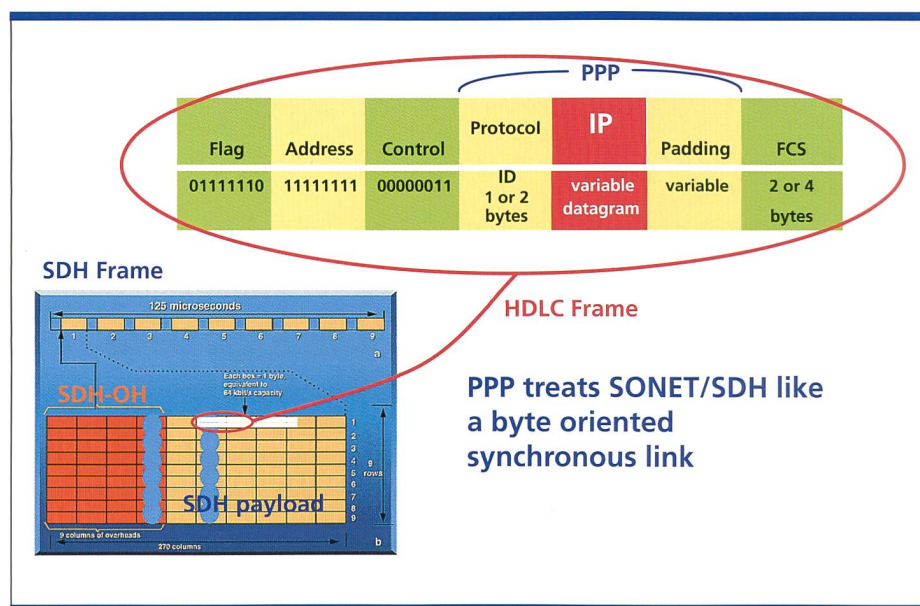 PPP
Flag Address Control Protocol IP Padding FCS
01111110 11111111 00000011 ID 1 or 2 bytes variable datagram variable 2 or 4 bytes
SDH Frame
125 microseconds
1 2 3 4 5 6 7 8 9
a
HDLC Frame
Each box = 1 byte,
equivalent to
64 kbit/s capacity
SDH-OH
PPP treats SONET/SDH like
a byte oriented
synchronous link
1
2
3
4
5
6
7
8
9
9
rows
SDH payload
9 columns of overheads
270 columns
b